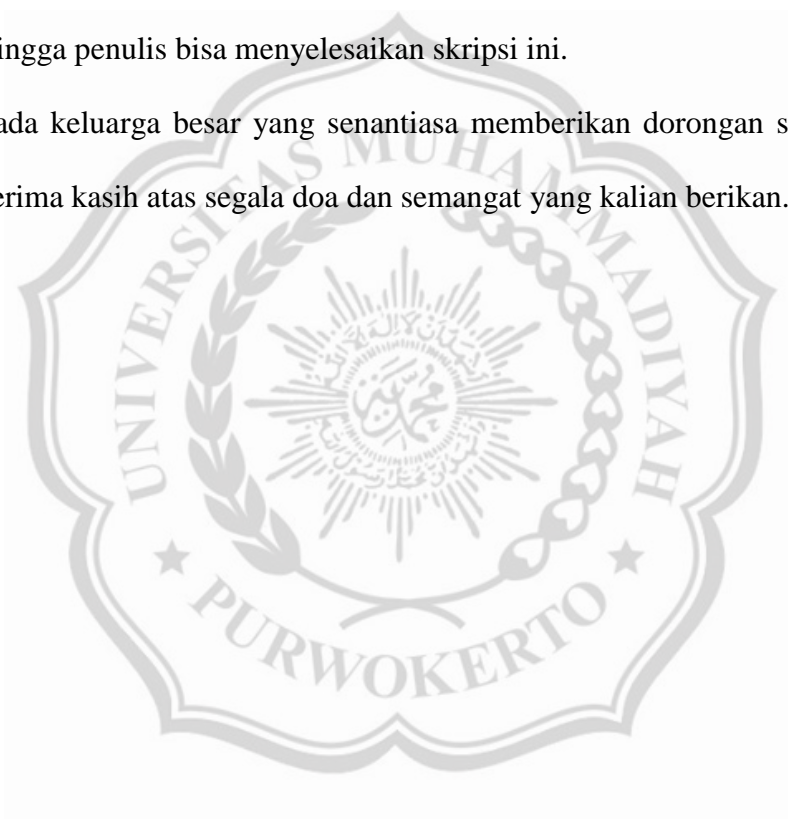 ingga penulis bisa menyelesaikan skripsi ini.
ada keluarga besar yang senantiasa memberikan dorongan s
erima kasih atas segala doa dan semangat yang kalian berikan.
UNIVERSITAS MUHAMMADIYAH
PURWOKERTO